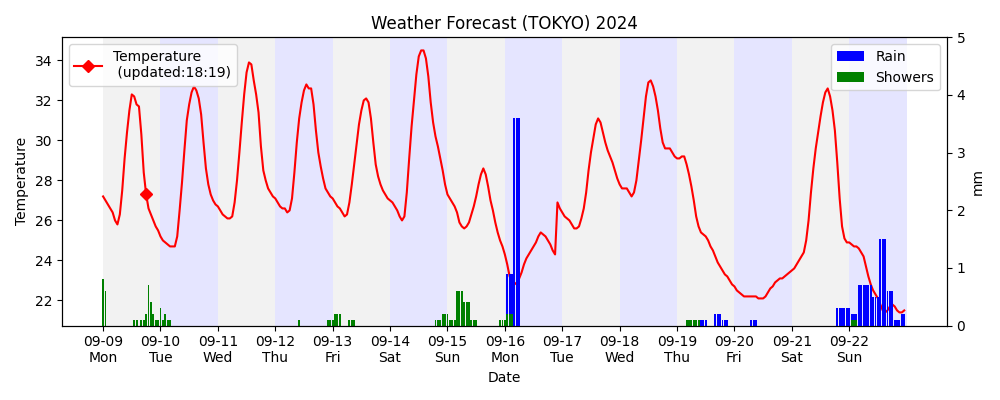 Weather Forecast (TOKYO) 2024
Temperature
(updated:18:19)
Rain
Showers
34
32
30
28
26
24
22
Temperature
5
4
3
2
1
0
mm
09-09 09-10 09-11 09-12 09-13 09-14 09-15 09-16 09-17 09-18 09-19 09-20 09-21 09-22
Mon Tue Wed Thu Fri Sat Sun Mon Tue Wed Thu Fri Sat Sun
Date